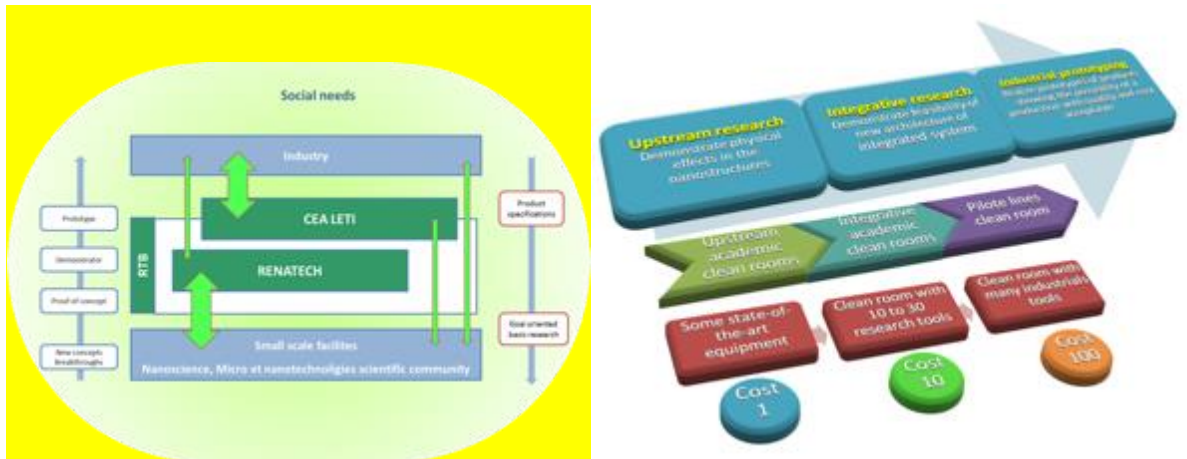 Social needs
Industry
CEA LETI
RTB
RENATECH
Small scale facilites
Nanoscience, Micro et nanotechnolgies scientific community
Prototype
Demonstrator
Proof of concept
New concepts
Breakthroughs
Product
specifications
Goal oriented
basic research
Upstream research
Demonstrate physical
effects in the
nanostructures
Integrative research
Demonstrate feasibility of
new architecture of
integrated system
Industrial prototyping
Upstream
academic
clean rooms
Integrative
academic
clean rooms
Pilote lines
clean room
Some state-of-
the-art
equipment
Clean room with
10 to 30
research tools
Clean room with
many industrials
tools
Cost
1
Cost
10
Cost
100